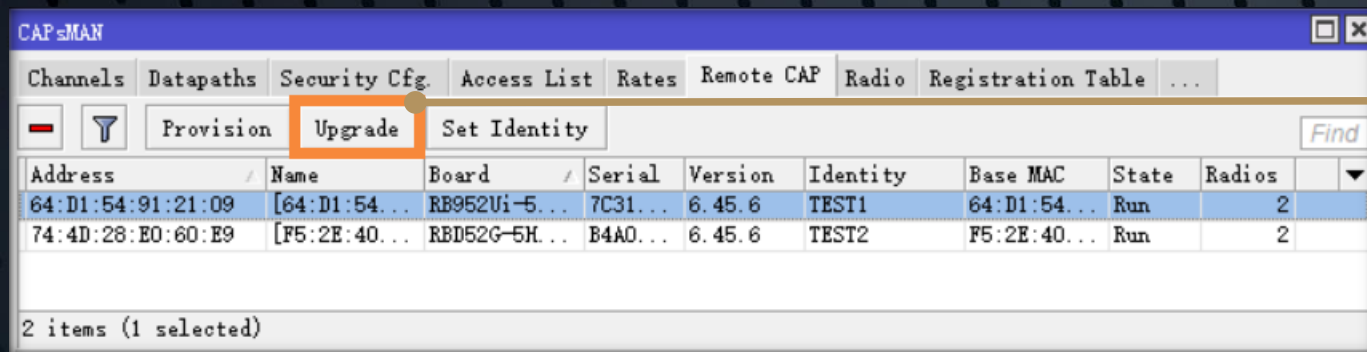 CAPsMAN
Channels Datapaths Security Cfg. Access List Rates Remote CAP Radio Registration Table ...
Provision Upgrade Set Identity Find
Address Name Board Serial Version Identity Base MAC State Radios
64:D1:54:91:21:09 [64:D1:54... RB952Ui-5... 7C31... 6.45.6 TEST1 64:D1:54... Run 2
74:4D:28:E0:60:E9 [F5:2E:40... RBD52G-5H... B4A0... 6.45.6 TEST2 F5:2E:40... Run 2
2 items (1 selected)